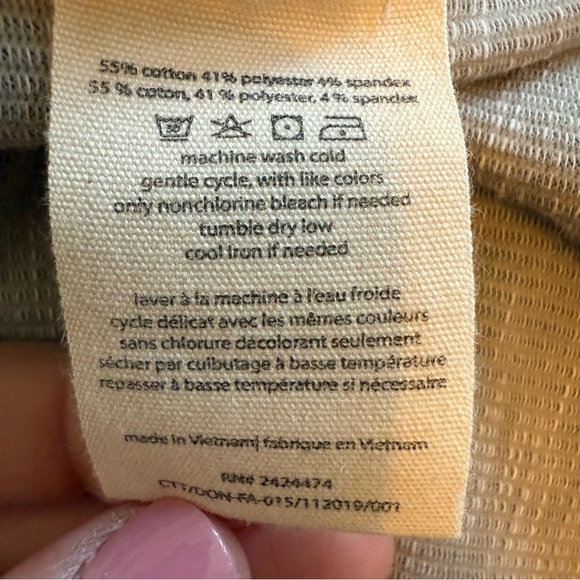 55% cotton 41% polyester 4% spandex
55 % coton, 41 % polyester, 4 % spandex
machine wash cold
gentle cycle, with like colors
only nonchlorine bleach if needed
tumble dry low
cool iron if needed
laver à la machine à l'eau froide
cycle délicat avec les mêmes couleurs
sans chlorure décolorant seulement
sécher par culbutage à basse température
repasser à basse température si nécessaire
made in Vietnam| fabrique en Vietnam
RN# 2424474
CTT/DON-FA-015/112019/001